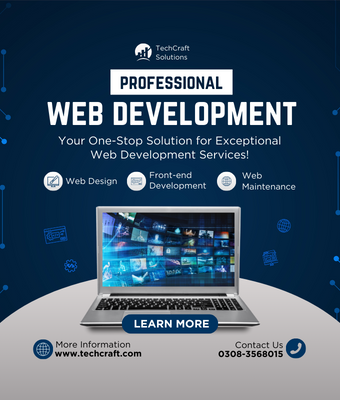 TechCraft
Solutions
PROFESSIONAL
WEB DEVELOPMENT
Your One-Stop Solution for Exceptional
Web Development Services!
Web Design
Front-end
Development
Web
Maintenance
LEARN MORE
More Information
www.techcraft.com
Contact Us
0308-3568015